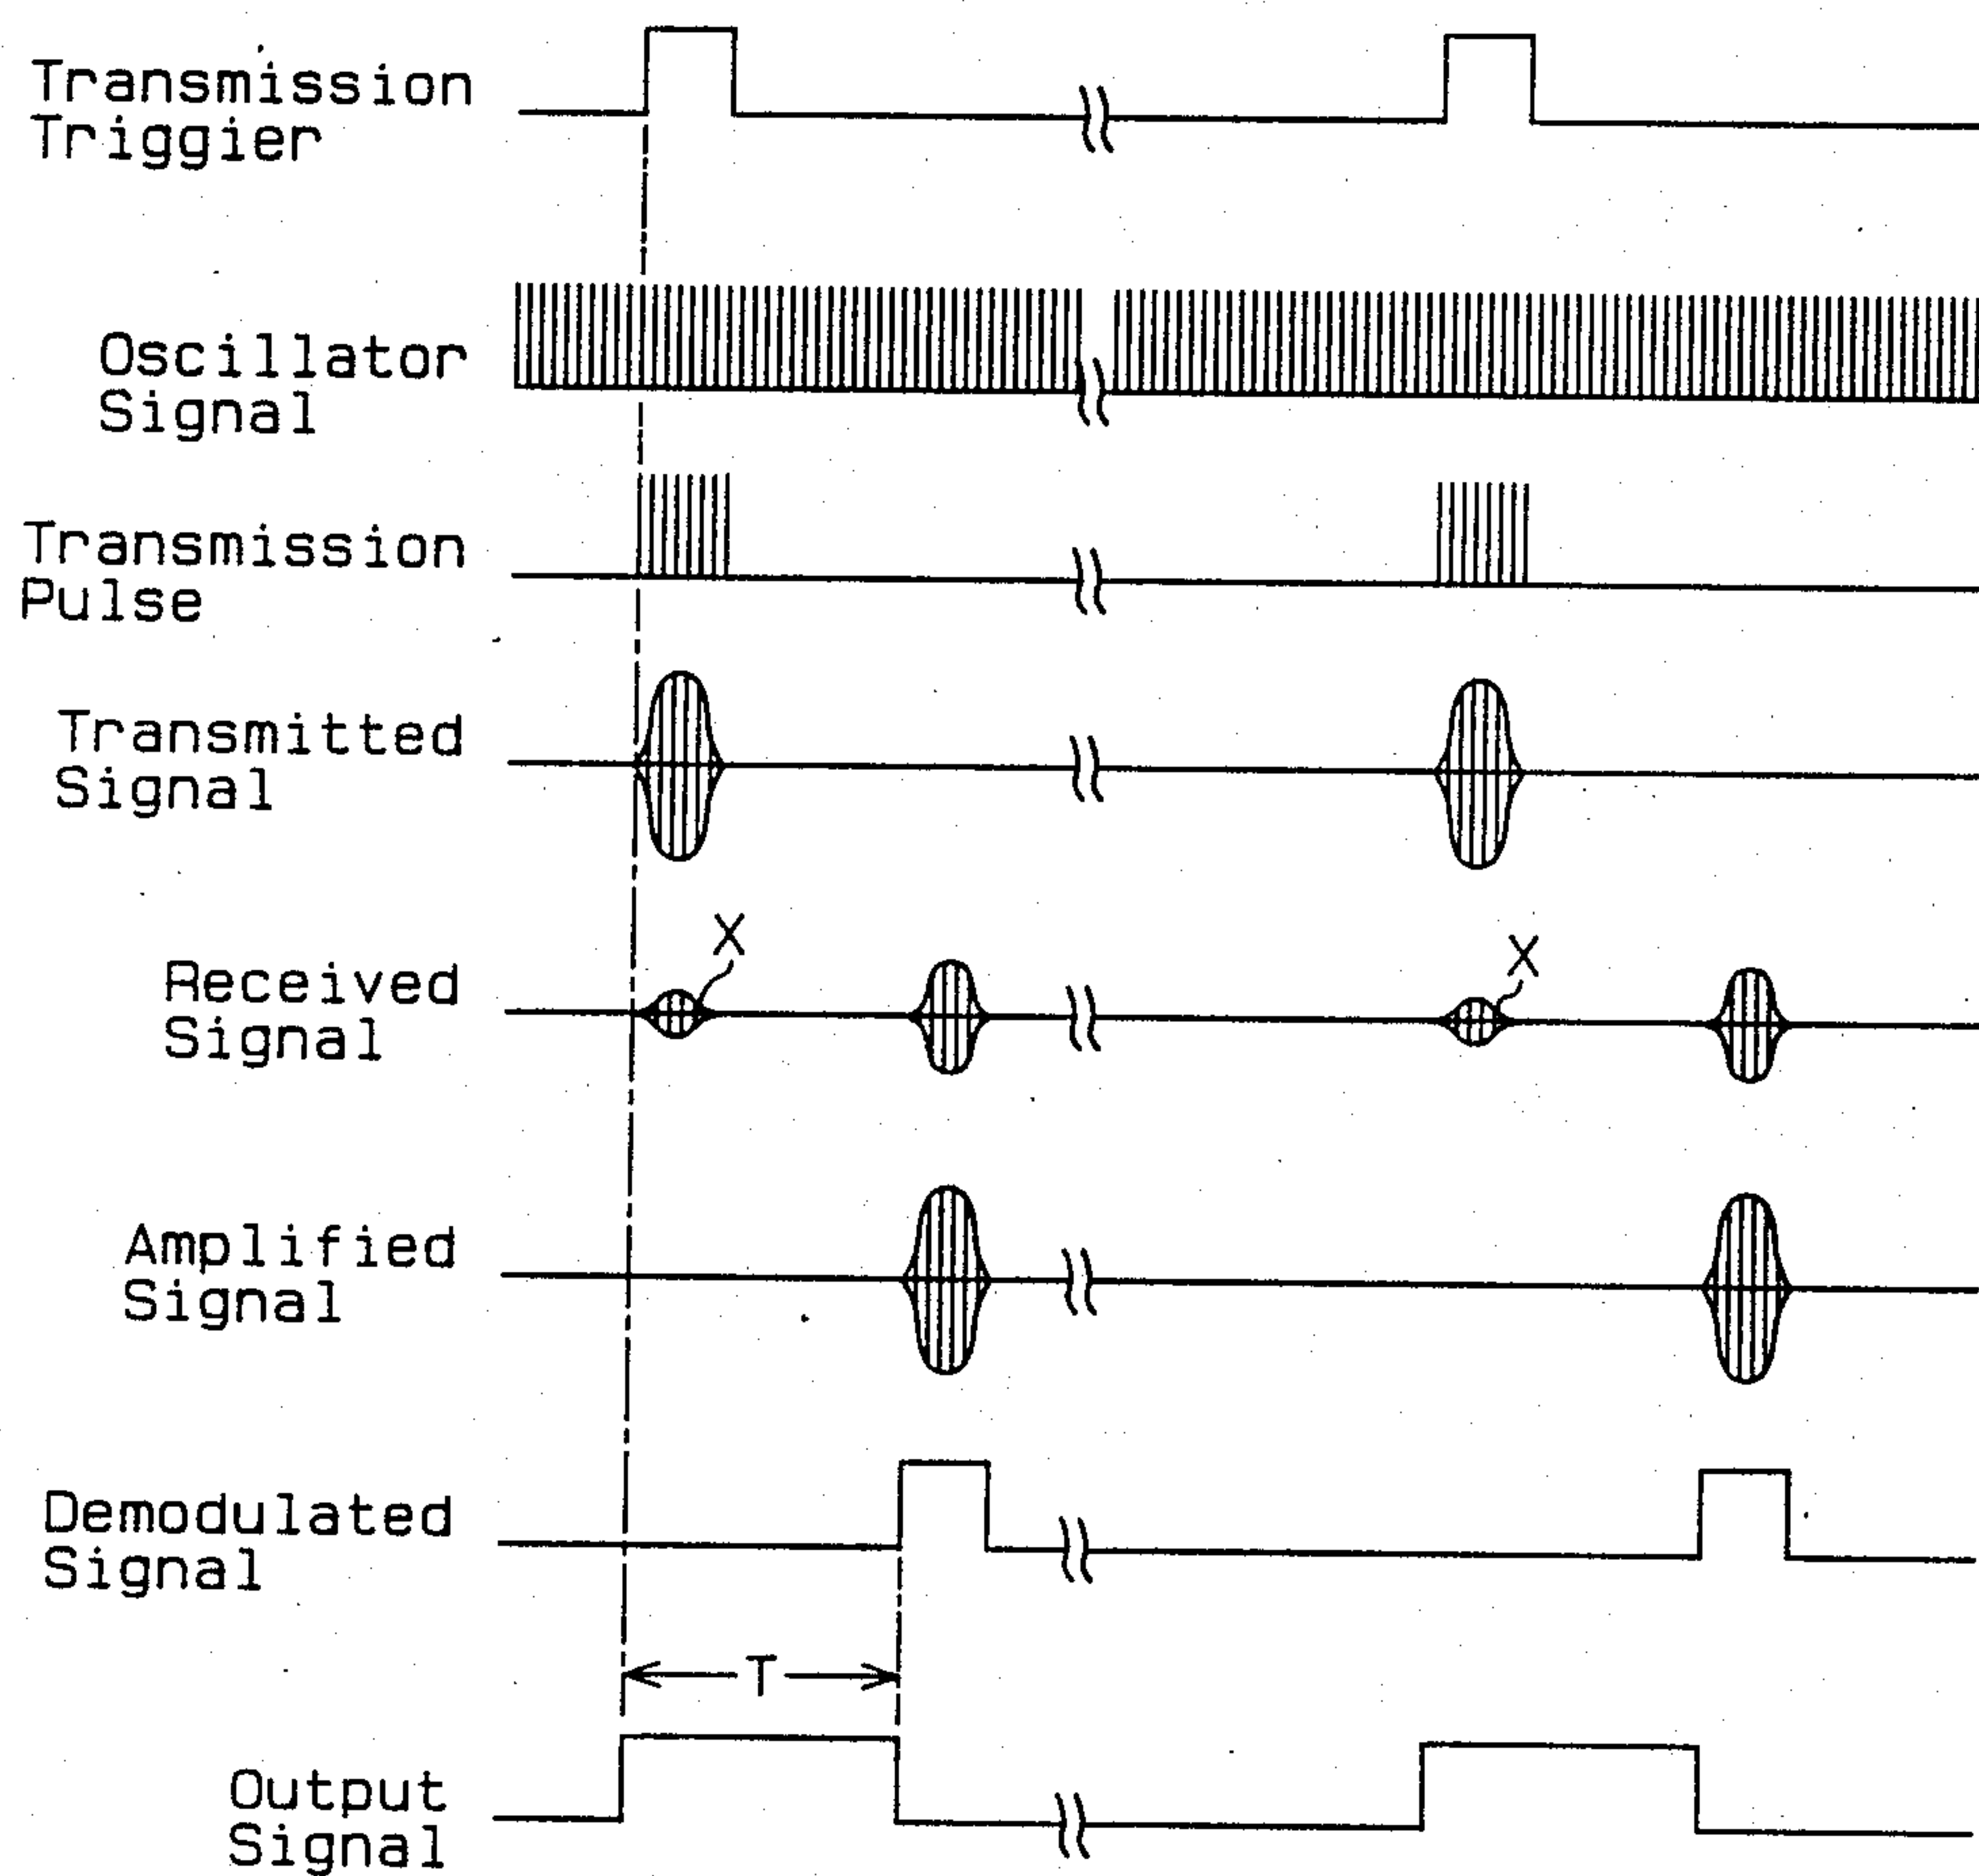 Transmission
Triggier
Oscillator
Signal
Transmission
Pulse
Transmitted
Signal
X
X
Received
Signal
Amplified
Signal
Demodulated
Signal
T
Output
Signal